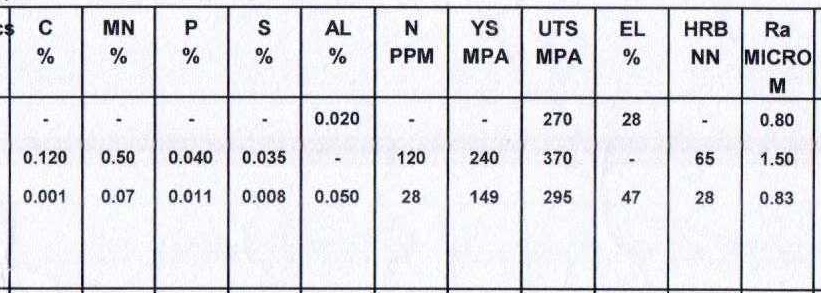 cs C MN P S AL N YS UTS EL HRB Ra
% % % % % PPM MPA MPA % NN MICRO
M
- - - - 0.020 - - 270 28 - 0.80
0.120 0.50 0.040 0.035 - 120 240 370 - 65 1.50
0.001 0.07 0.011 0.008 0.050 28 149 295 47 28 0.83